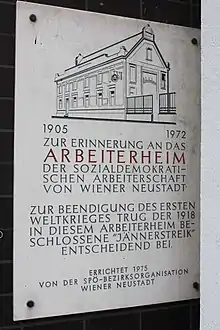 1905 1972
ZUR ERINNERUNG AN DAS
ARBEITERHEIM
DER SOZIALDEMOKRATI-
SCHEN ARBEITERSCHAFT
VON WIENER NEUSTADT
ZUR BEENDIGUNG DES ERSTEN
WELTKRIEGES TRUG DER 1918
IN DIESEM ARBEITERHEIM BE-
SCHLOSSENE "JÄNNERSTREIK"
ENTSCHEIDEND BEI.
ERRICHTET 1975
VON DER SPÖ-BEZIRKSORGANISATION
WIENER NEUSTADT